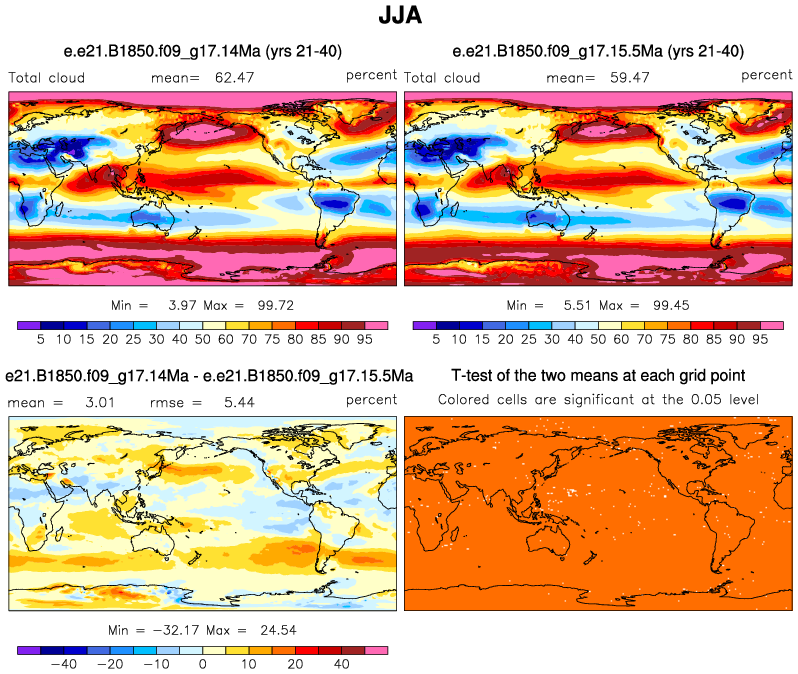 JJA
e.e21.B1850.f09_g17.14Ma (yrs 21-40)
Total cloud mean= 62.47 percent
Min = 3.97 Max = 99.72
5 10 15 20 25 30 40 50 60 70 75 80 85 90 95
e.e21.B1850.f09_g17.15.5Ma (yrs 21-40)
Total cloud mean= 59.47 percent
Min = 5.51 Max = 99.45
5 10 15 20 25 30 40 50 60 70 75 80 85 90 95
e21.B1850.f09_g17.14Ma - e.e21.B1850.f09_g17.15.5Ma
mean = 3.01 rmse = 5.44 percent
Min = -32.17 Max = 24.54
-40 -20 -10 0 10 20 40
T-test of the two means at each grid point
Colored cells are significant at the 0.05 level